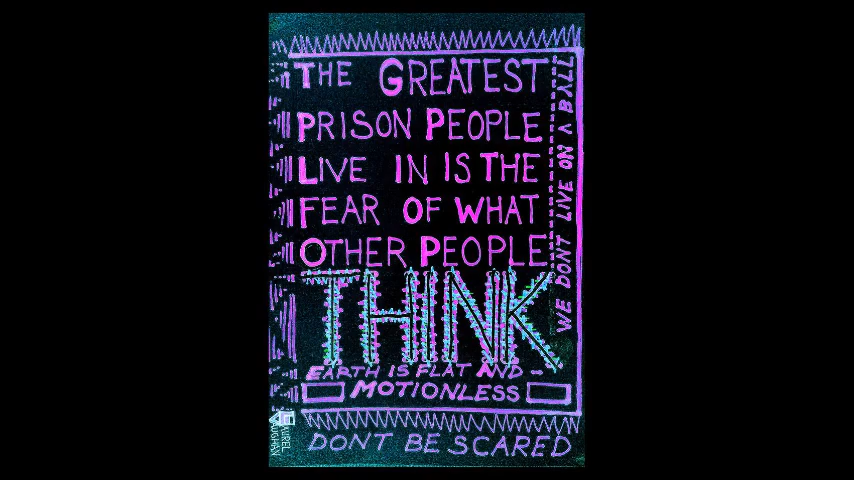 THE GREATEST
PRISON PEOPLE
LIVE IN IS THE
FEAR OF WHAT
OTHER PEOPLE
THINK
EARTH IS FLAT AND -
MOTIONLESS
DONT BE SCARED
WE DONT LIVE ON A BALL